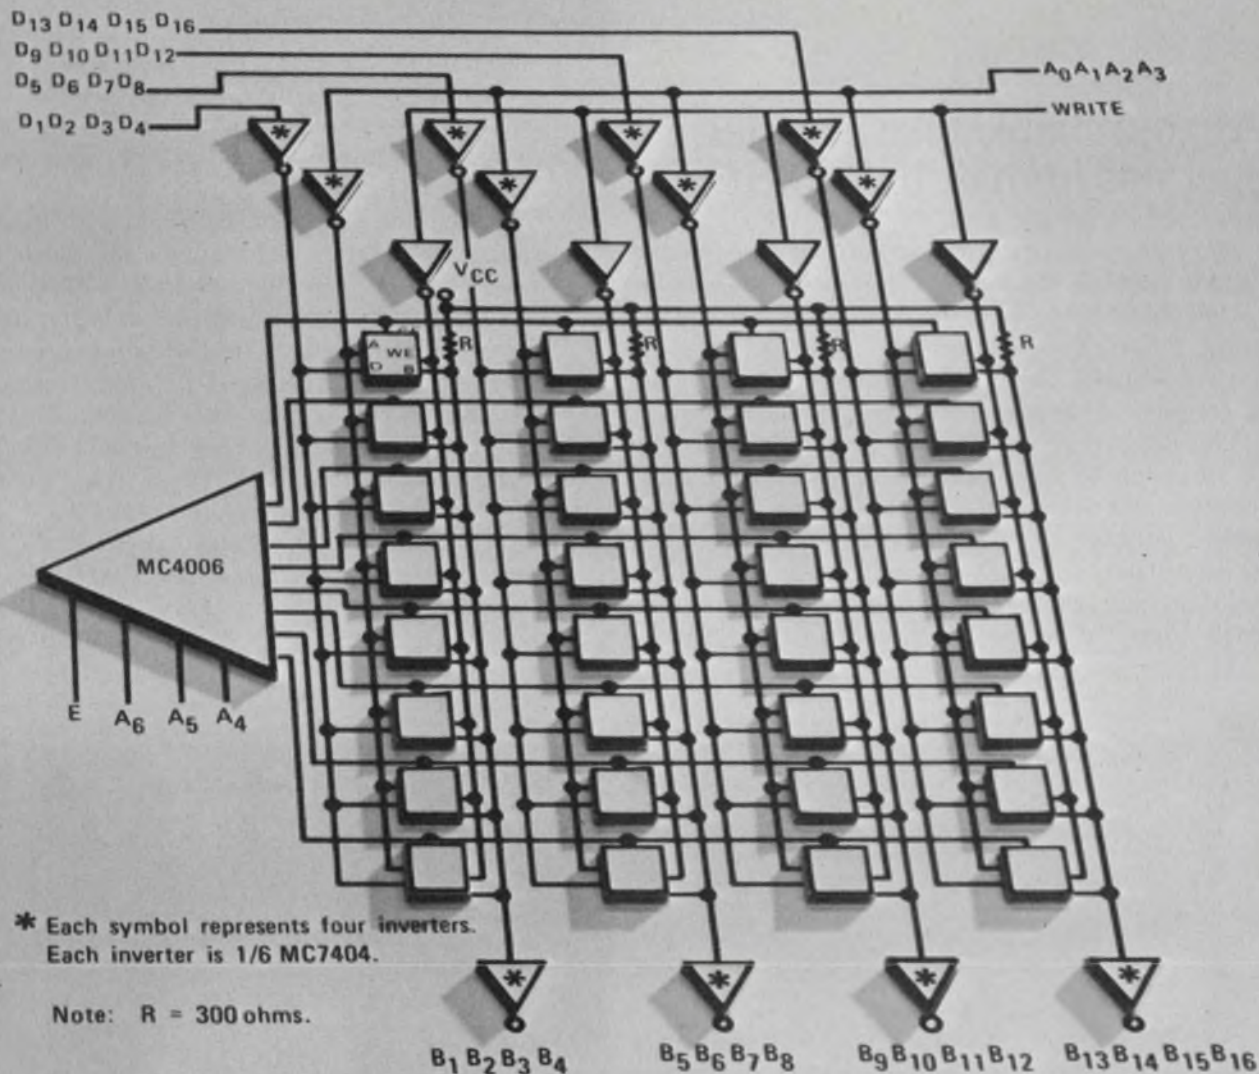 D13 D14 D15 D16
D9 D10 D11 D12
D5 D6 D7 D8
D1 D2 D3 D4
A0 A1 A2 A3
WRITE
*
*
*
*
*
*
*
*
VCC
A
WE
D
B
R
R
R
R
MC4006
E
A6
A5
A4
* Each symbol represents four inverters.
Each inverter is 1/6 MC7404.
Note: R = 300 ohms.
*
*
*
*
B1 B2 B3 B4
B5 B6 B7 B8
B9 B10 B11 B12
B13 B14 B15 B16